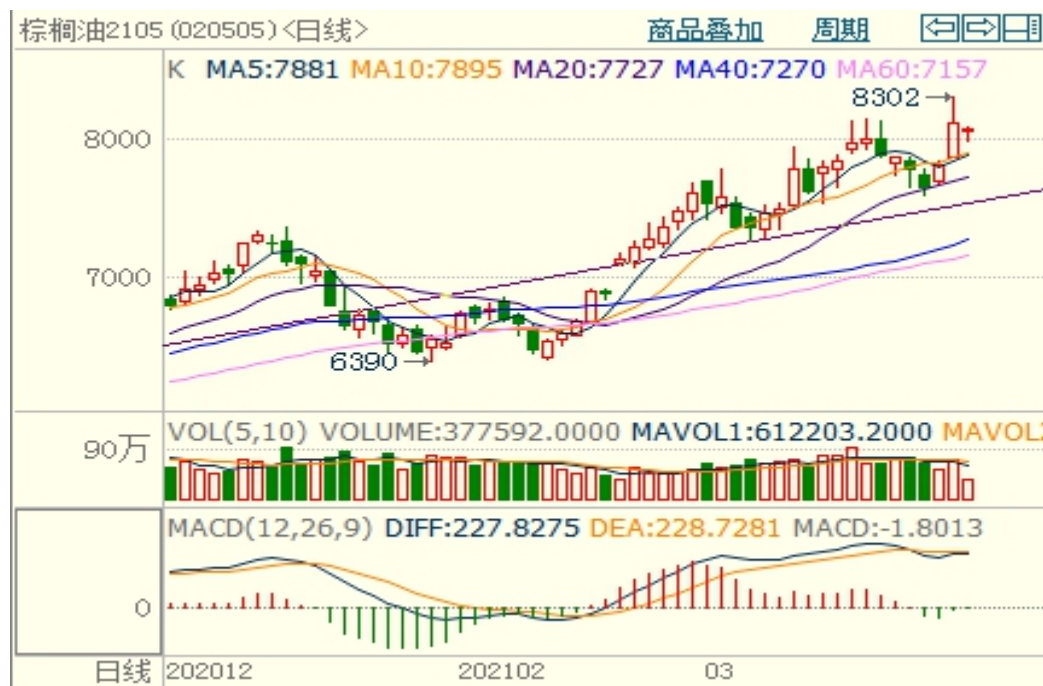 棕榈油2105 (020505)<日线> 商品叠加 周期
K MA5:7881 MA10:7895 MA20:7727 MA40:7270 MA60:7157
8302
8000
7000
6390
VOL(5,10) VOLUME:377592.0000 MAVOL1:612203.2000 MAVOL2
90万
MACD(12,26,9) DIFF:227.8275 DEA:228.7281 MACD:-1.8013
0
日线 202012 202102 03